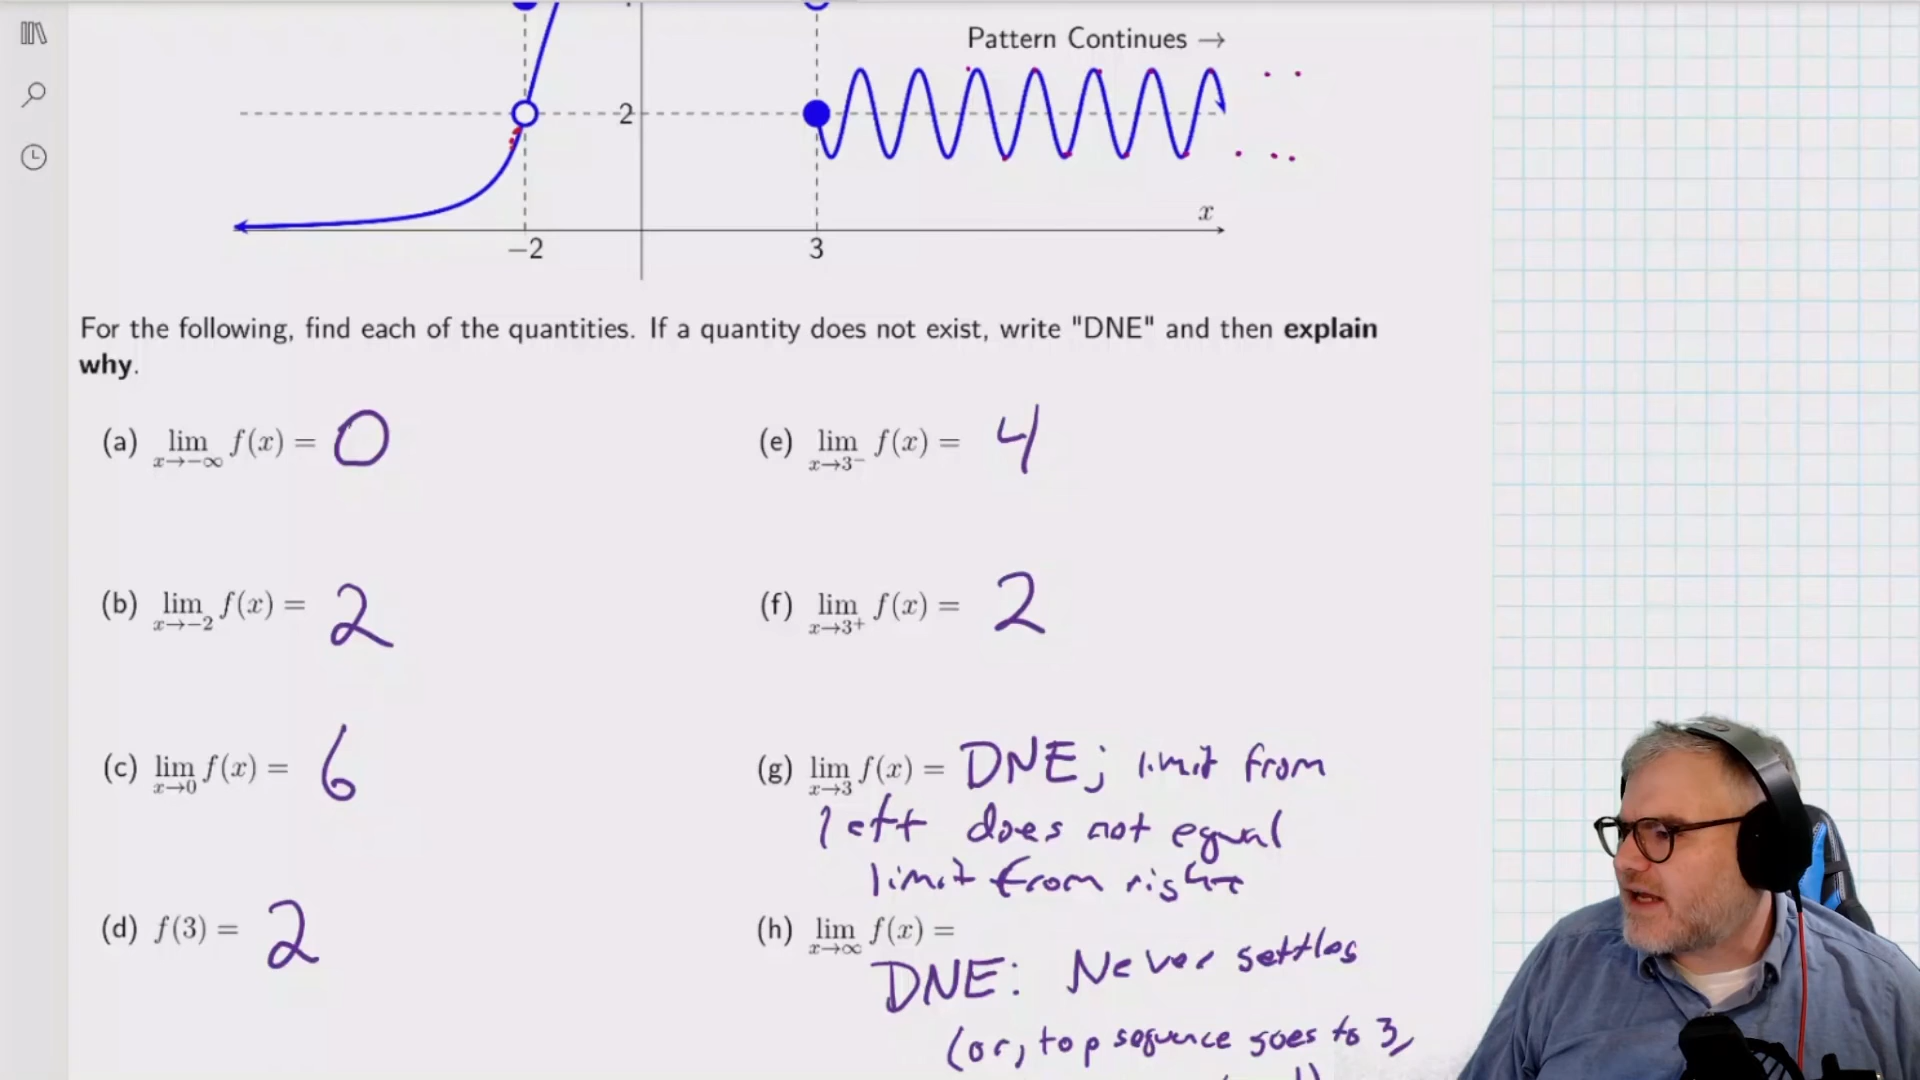 Pattern Continues →
2
x
−2
3
For the following, find each of the quantities. If a quantity does not exist, write "DNE" and then explain
why.
(a) lim x→−∞ f(x) = 0
(e) lim x→3⁻ f(x) = 4
(b) lim x→−2 f(x) = 2
(f) lim x→3⁺ f(x) = 2
(c) lim x→0 f(x) = 6
(g) lim x→3 f(x) = DNE; limit from
left does not equal
limit from right
(d) f(3) = 2
(h) lim x→∞ f(x) =
DNE: Never settles
(or, top sequence goes to 3,